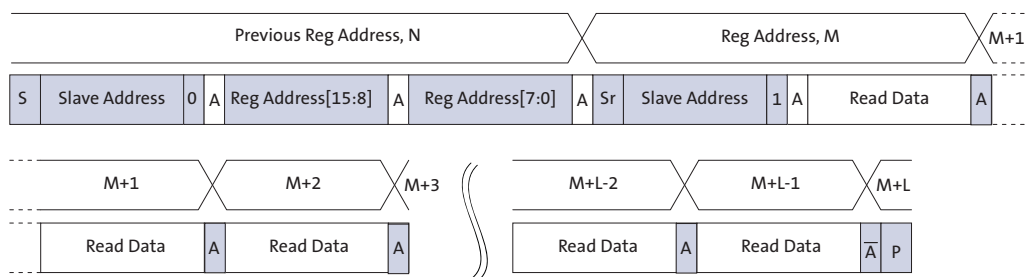 Previous Reg Address, N Reg Address, M M+1
S Slave Address 0 A Reg Address[15:8] A Reg Address[7:0] A Sr Slave Address 1 A Read Data A
M+1 M+2 M+3 M+L-2 M+L-1 M+L
Read Data A Read Data A Read Data A Read Data A̅ P